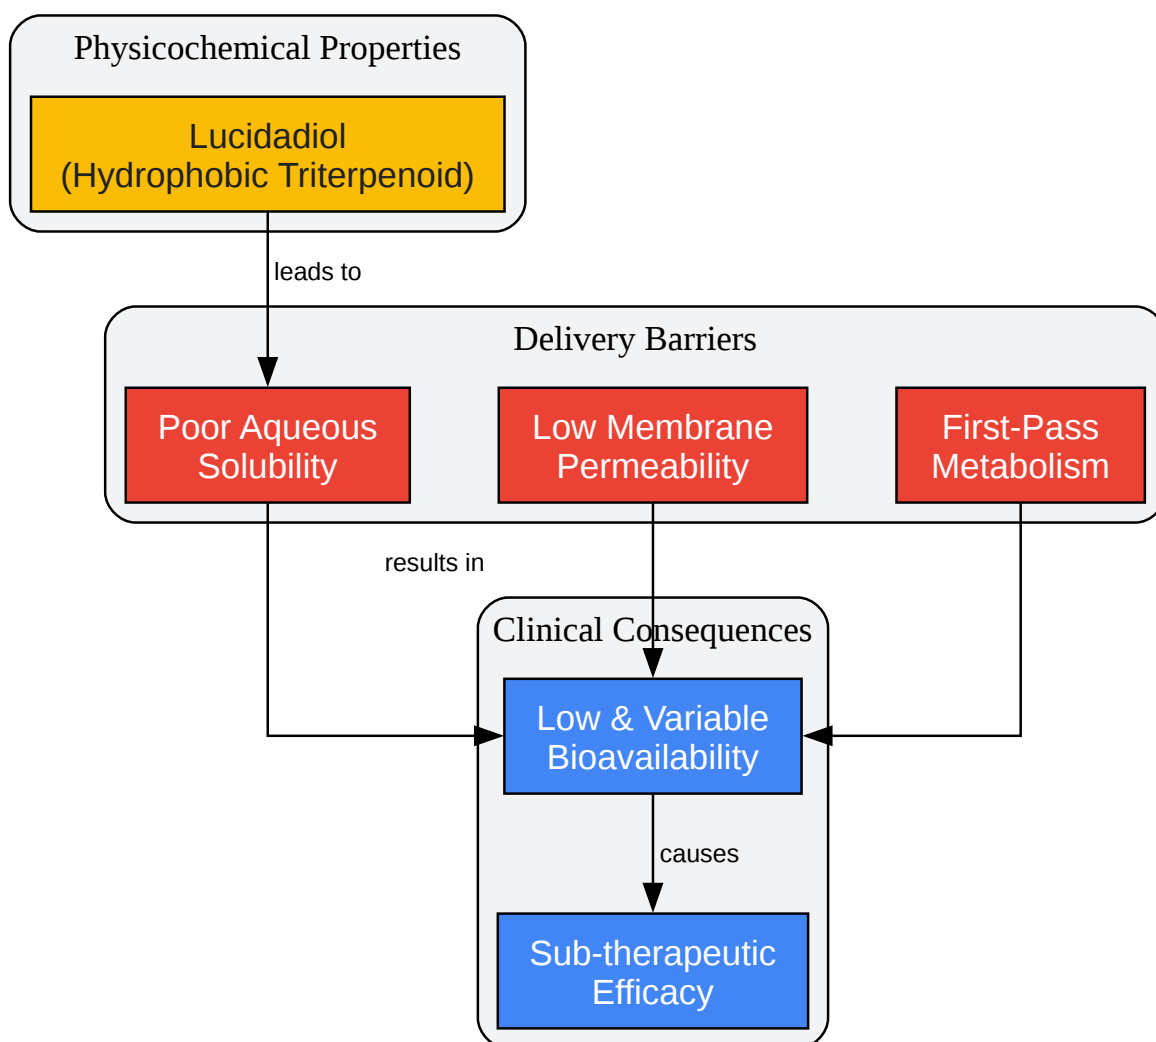 Physicochemical Properties
Lucidadiol
(Hydrophobic Triterpenoid)
leads to
Delivery Barriers
Poor Aqueous
Solubility
Low Membrane
Permeability
First-Pass
Metabolism
results in
Clinical Consequences
Low & Variable
Bioavailability
causes
Sub-therapeutic
Efficacy